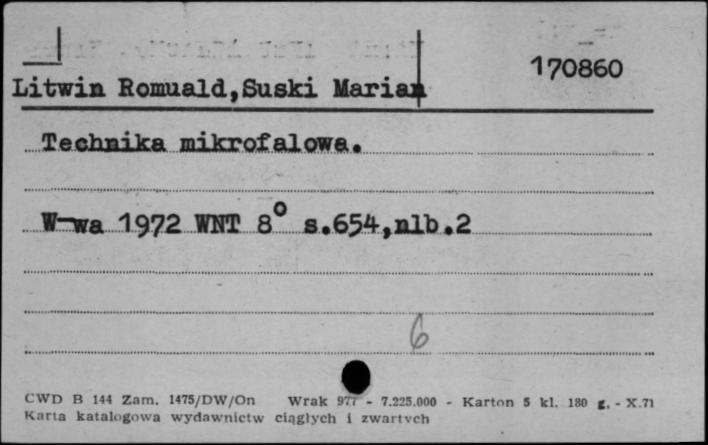 170860
Litwin Romuald,Suski Marian
Technika mikrofalowa.
W-wa 1972 WNT 8° s.654,nlb.2
6
CWD B 144 Zam. 1475/DW/On Wrak 977 - 7.225.000 - Karton 5 kl. 180 g. - X.71
Karta katalogowa wydawnictw ciągłych i zwartych